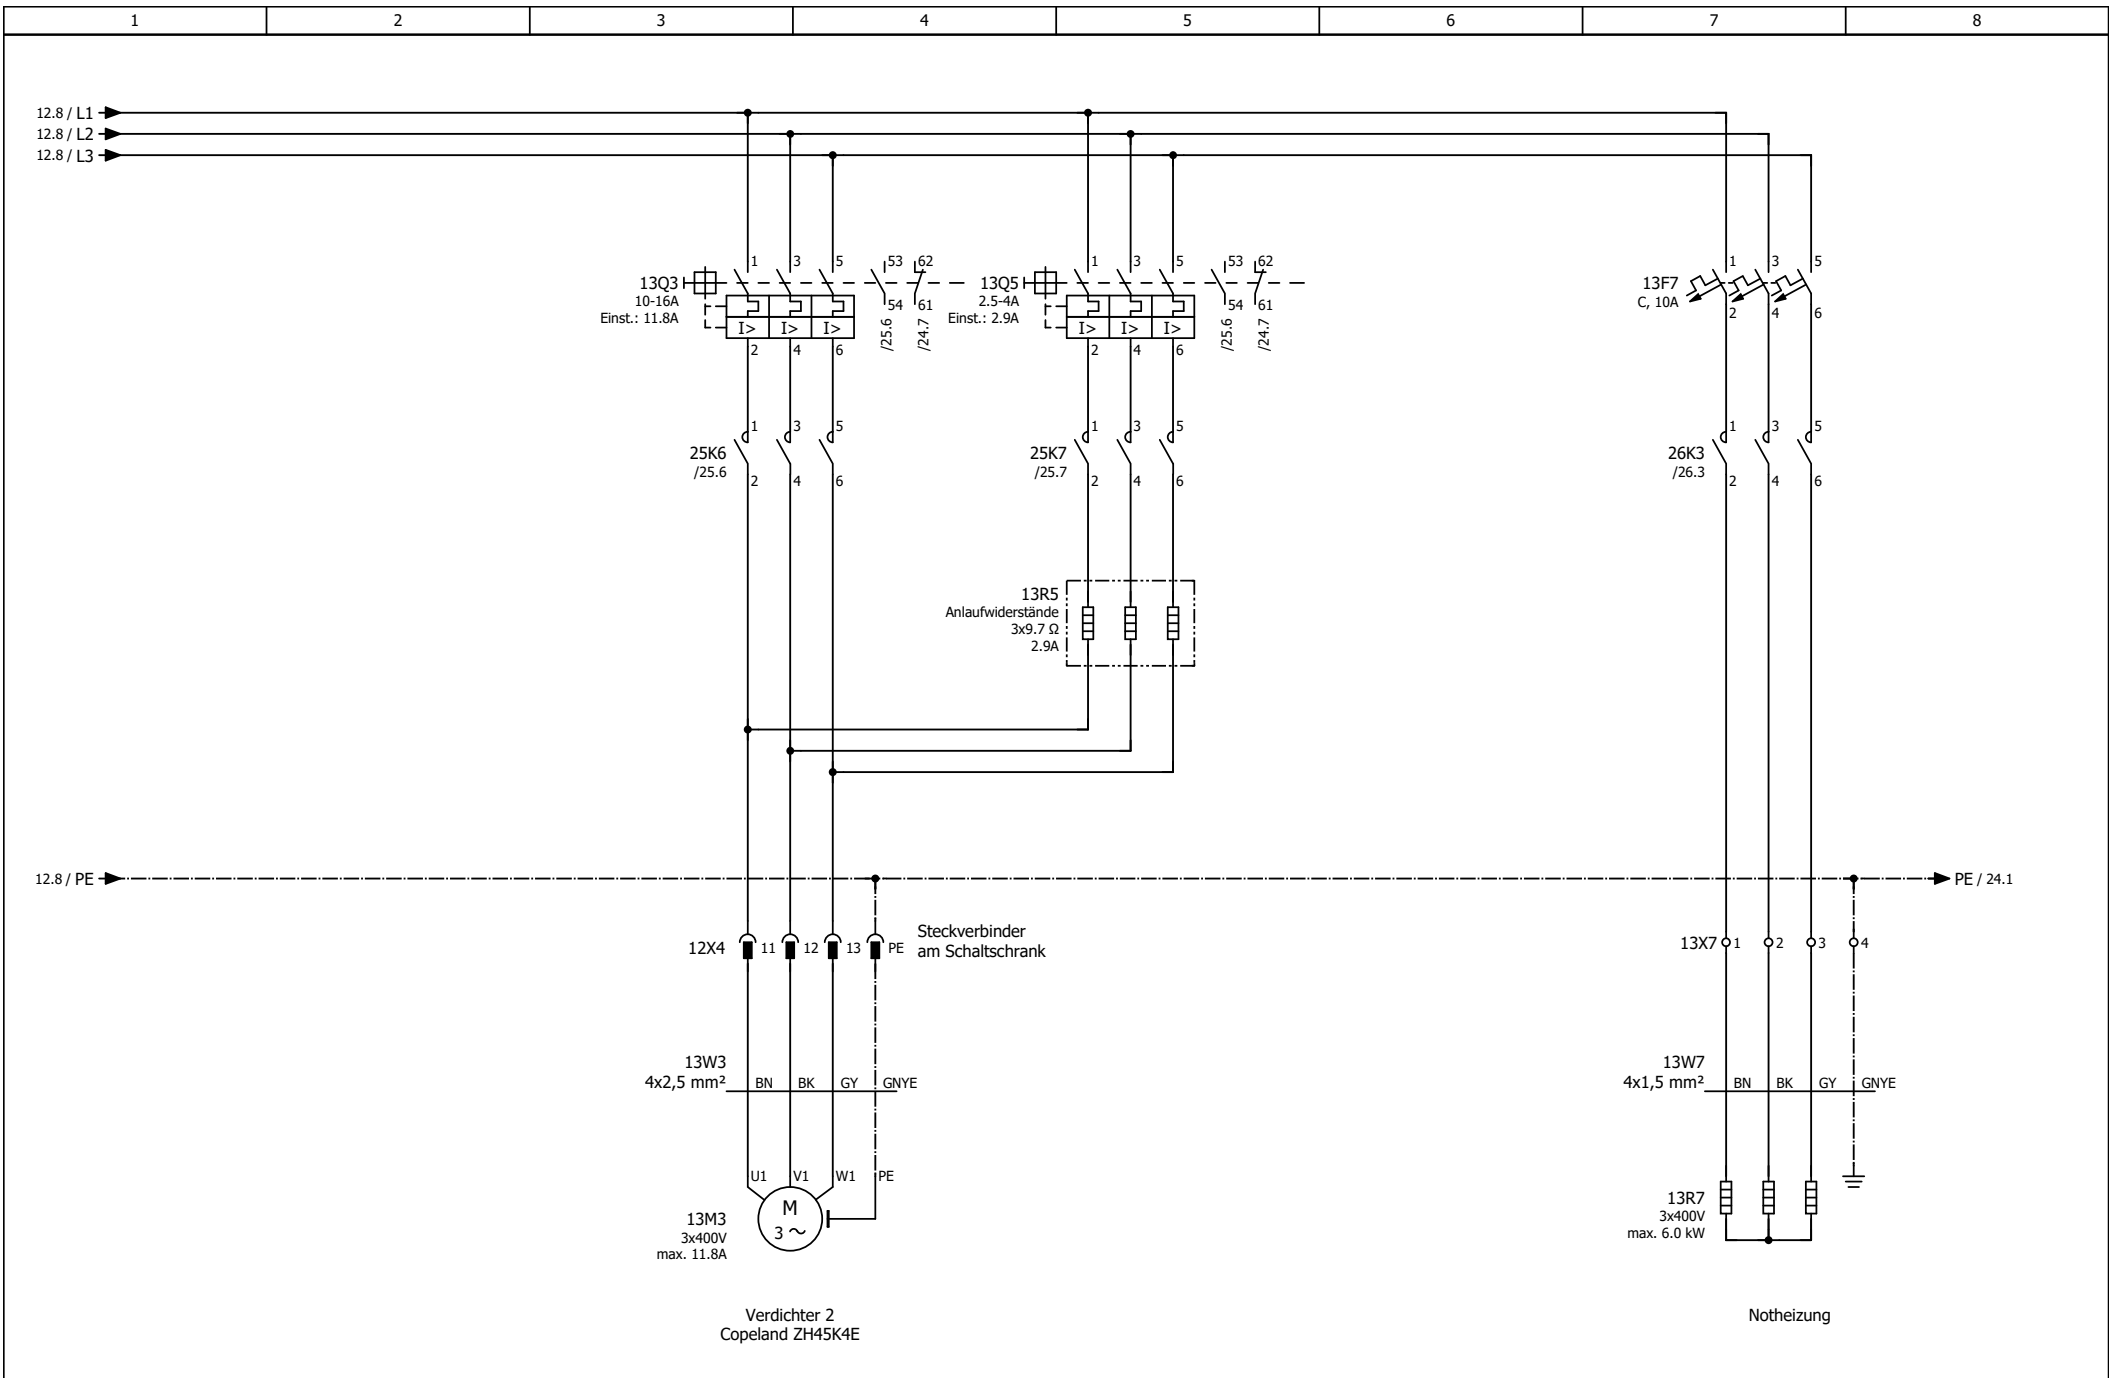 1 2 3 4 5 6 7 8
12.8 / L1
12.8 / L2
12.8 / L3
13Q3
10-16A
Einst.: 11.8A
1 3 5 53 62
I> I> I>
54 61
/25.6 /24.7
2 4 6
13Q5
2.5-4A
Einst.: 2.9A
1 3 5 53 62
I> I> I>
54 61
/25.6 /24.7
2 4 6
13F7
C, 10A
1 3 5
2 4 6
25K6
/25.6
1 3 5
2 4 6
25K7
/25.7
1 3 5
2 4 6
26K3
/26.3
1 3 5
2 4 6
13R5
Anlaufwiderstände
3x9.7 Ω
2.9A
12.8 / PE
PE / 24.1
12X4 11 12 13 PE
Steckverbinder
am Schaltschrank
13X7 1 2 3 4
13W3
4x2,5 mm² BN BK GY GNYE
13W7
4x1,5 mm² BN BK GY GNYE
U1 V1 W1 PE
M
3 ~
13M3
3x400V
max. 11.8A
13R7
3x400V
max. 6.0 kW
Verdichter 2
Copeland ZH45K4E
Notheizung